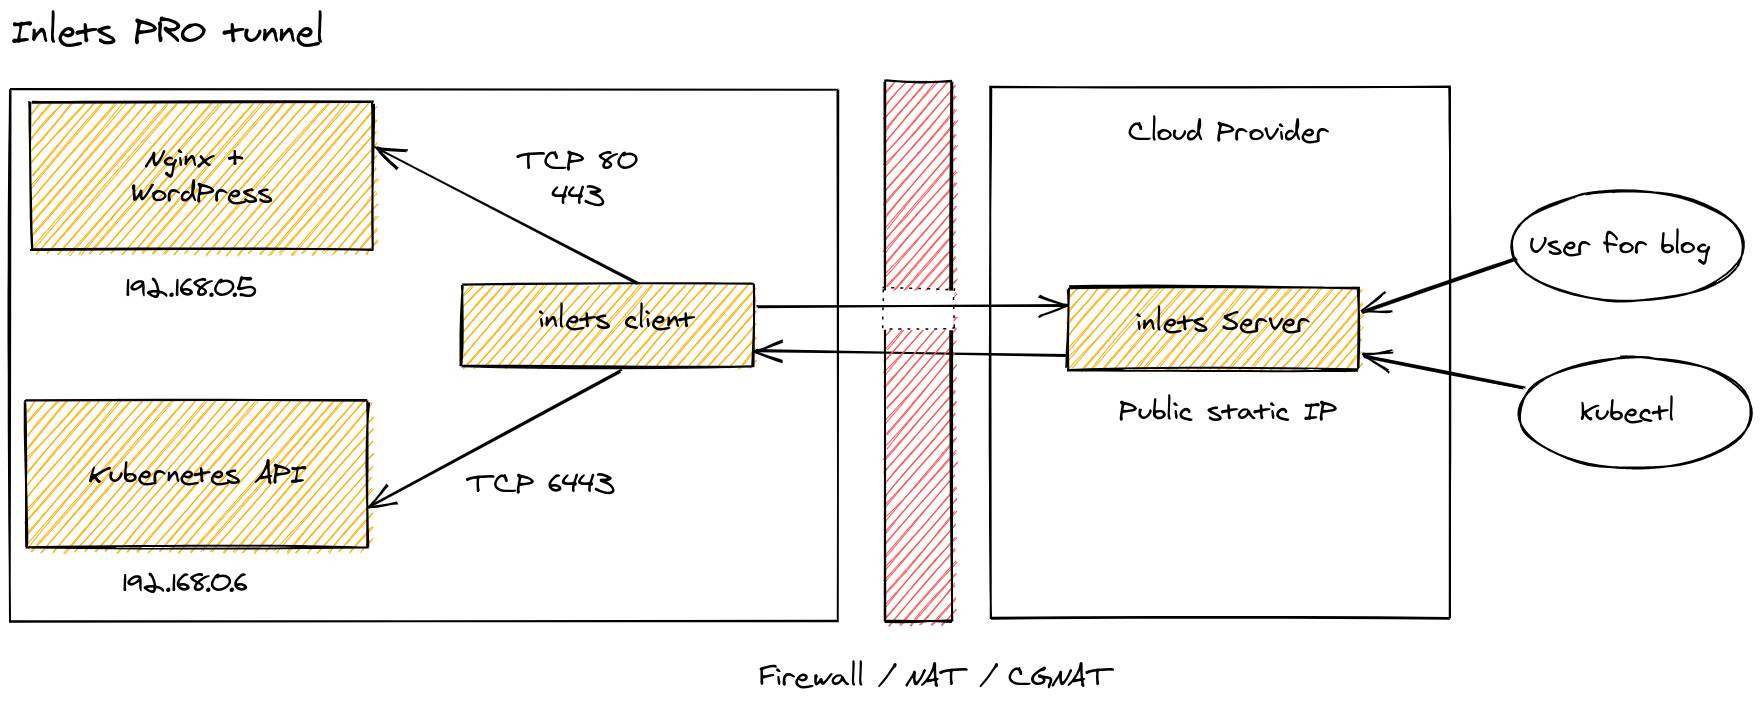 Inlets PRO tunnel
Nginx +
WordPress
192.168.0.5
TCP 80
443
inlets client
Kubernetes API
192.168.0.6
TCP 6443
Cloud Provider
inlets Server
Public static IP
User for blog
Kubectl
Firewall / NAT / CGNAT